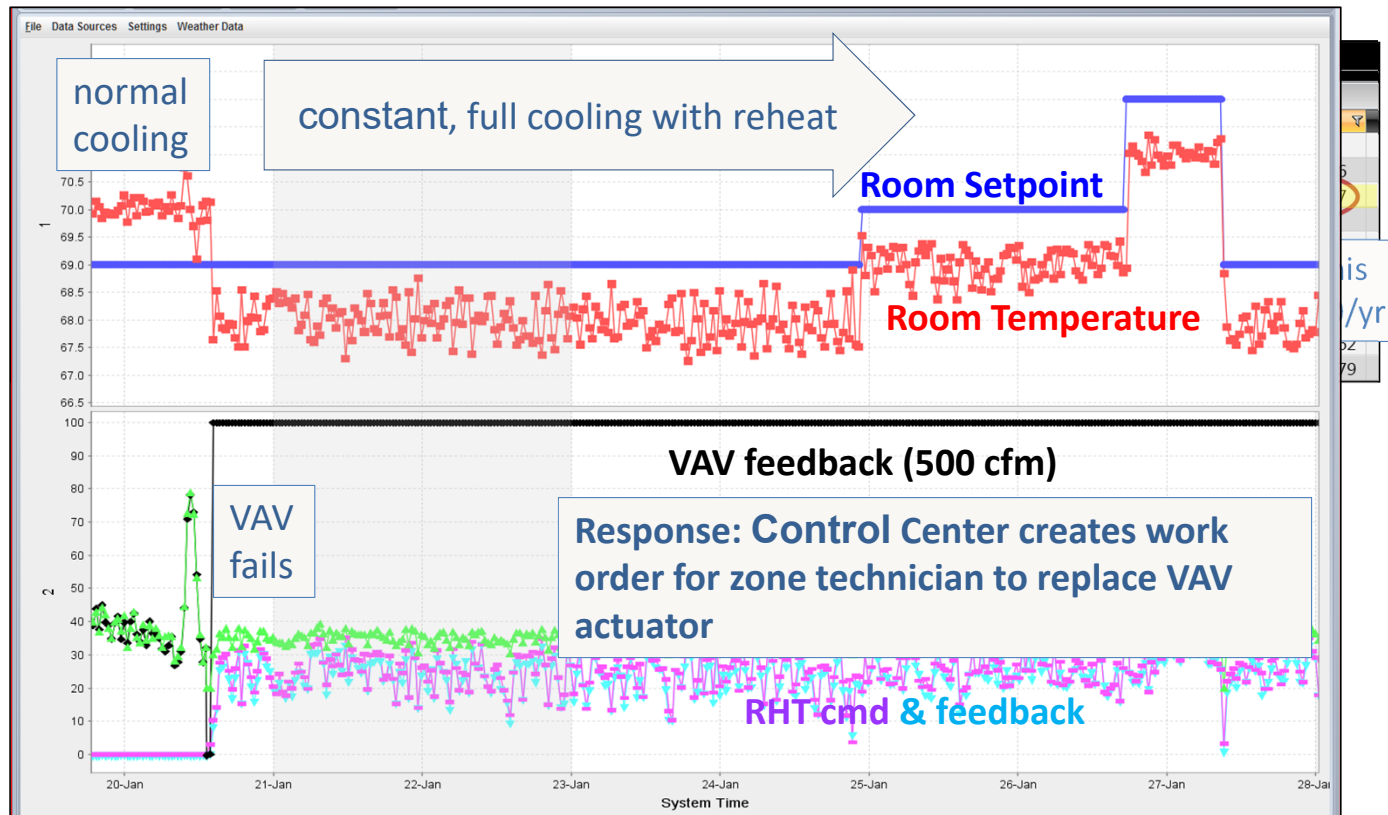 File Data Sources Settings Weather Data
normal
cooling
constant, full cooling with reheat
70.5
70.0
69.5
69.0
68.5
68.0
67.5
67.0
66.5
1
Room Setpoint
Room Temperature
his
/yr
79
100
90
80
70
60
50
40
30
20
10
0
2
VAV
fails
VAV feedback (500 cfm)
Response: Control Center creates work
order for zone technician to replace VAV
actuator
RHT cmd & feedback
20-Jan 21-Jan 22-Jan 23-Jan 24-Jan 25-Jan 26-Jan 27-Jan 28-Jan
System Time